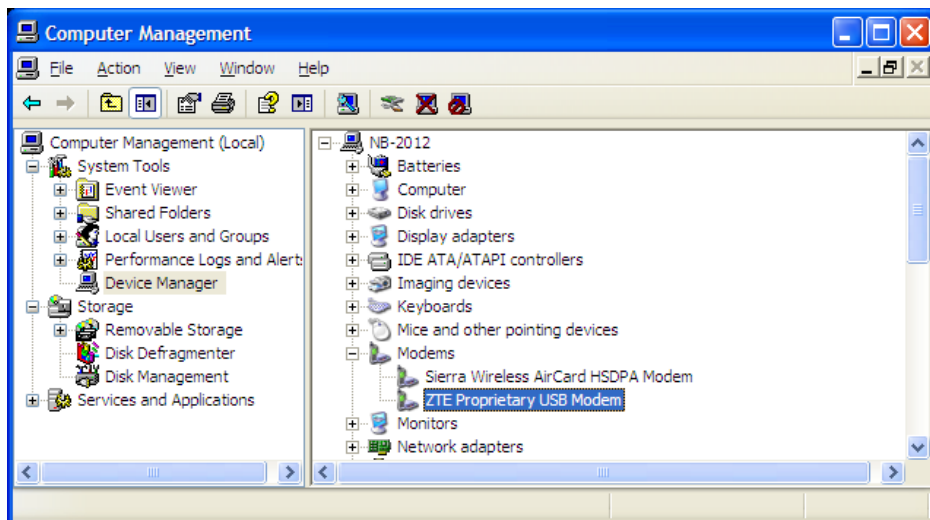 Computer Management
File Action View Window Help
Computer Management (Local)
System Tools
Event Viewer
Shared Folders
Local Users and Groups
Performance Logs and Alert
Device Manager
Storage
Removable Storage
Disk Defragmenter
Disk Management
Services and Applications
NB-2012
Batteries
Computer
Disk drives
Display adapters
IDE ATA/ATAPI controllers
Imaging devices
Keyboards
Mice and other pointing devices
Modems
Sierra Wireless AirCard HSDPA Modem
ZTE Proprietary USB Modem
Monitors
Network adapters